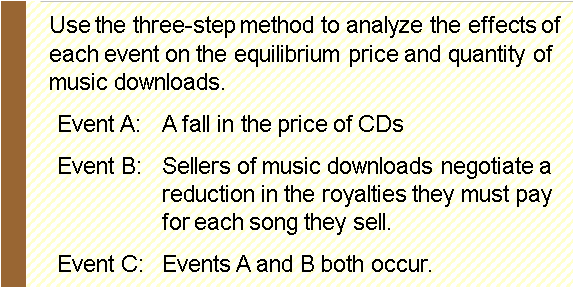 Use the three-step method to analyze the effects of
each event on the equilibrium price and quantity of
music downloads.
Event A: A fall in the price of CDs
Event B: Sellers of music downloads negotiate a
reduction in the royalties they must pay
for each song they sell.
Event C: Events A and B both occur.